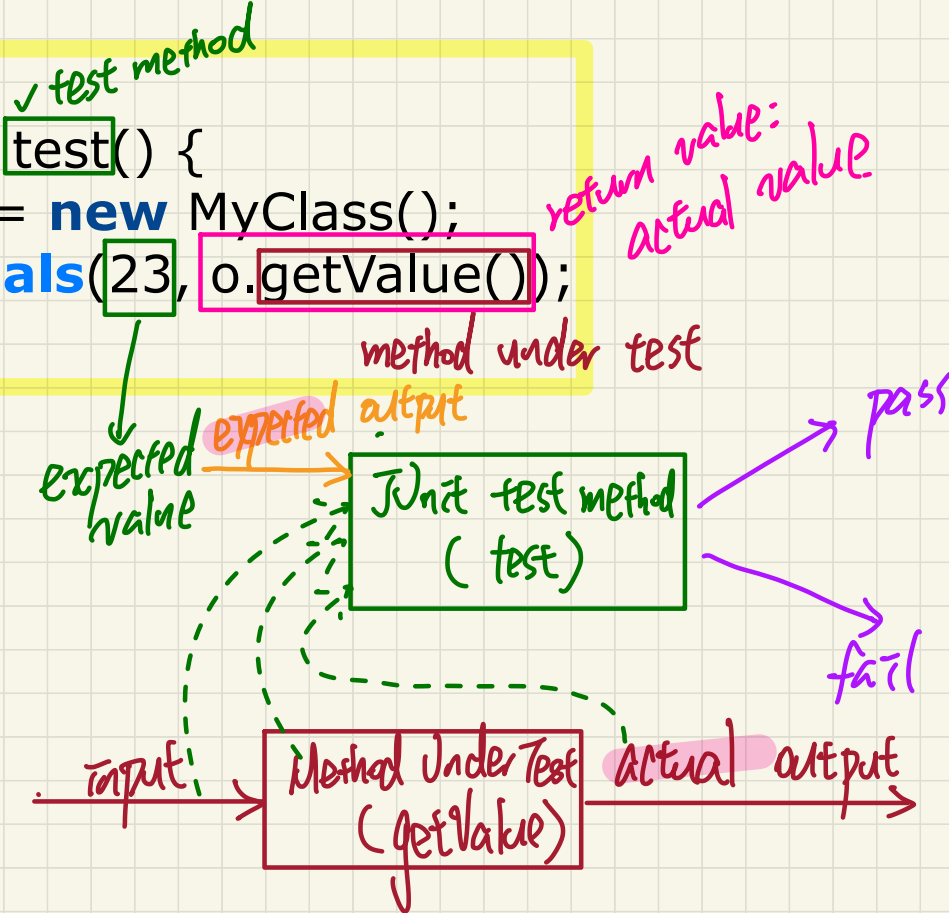 ✓ test method
test() {
= new MyClass();
als(23, o.getValue());
return value:
actual value
method under test
expected output
expected
value
JUnit test method
( test )
pass
fail
input
Method Under Test
(getValue)
actual output